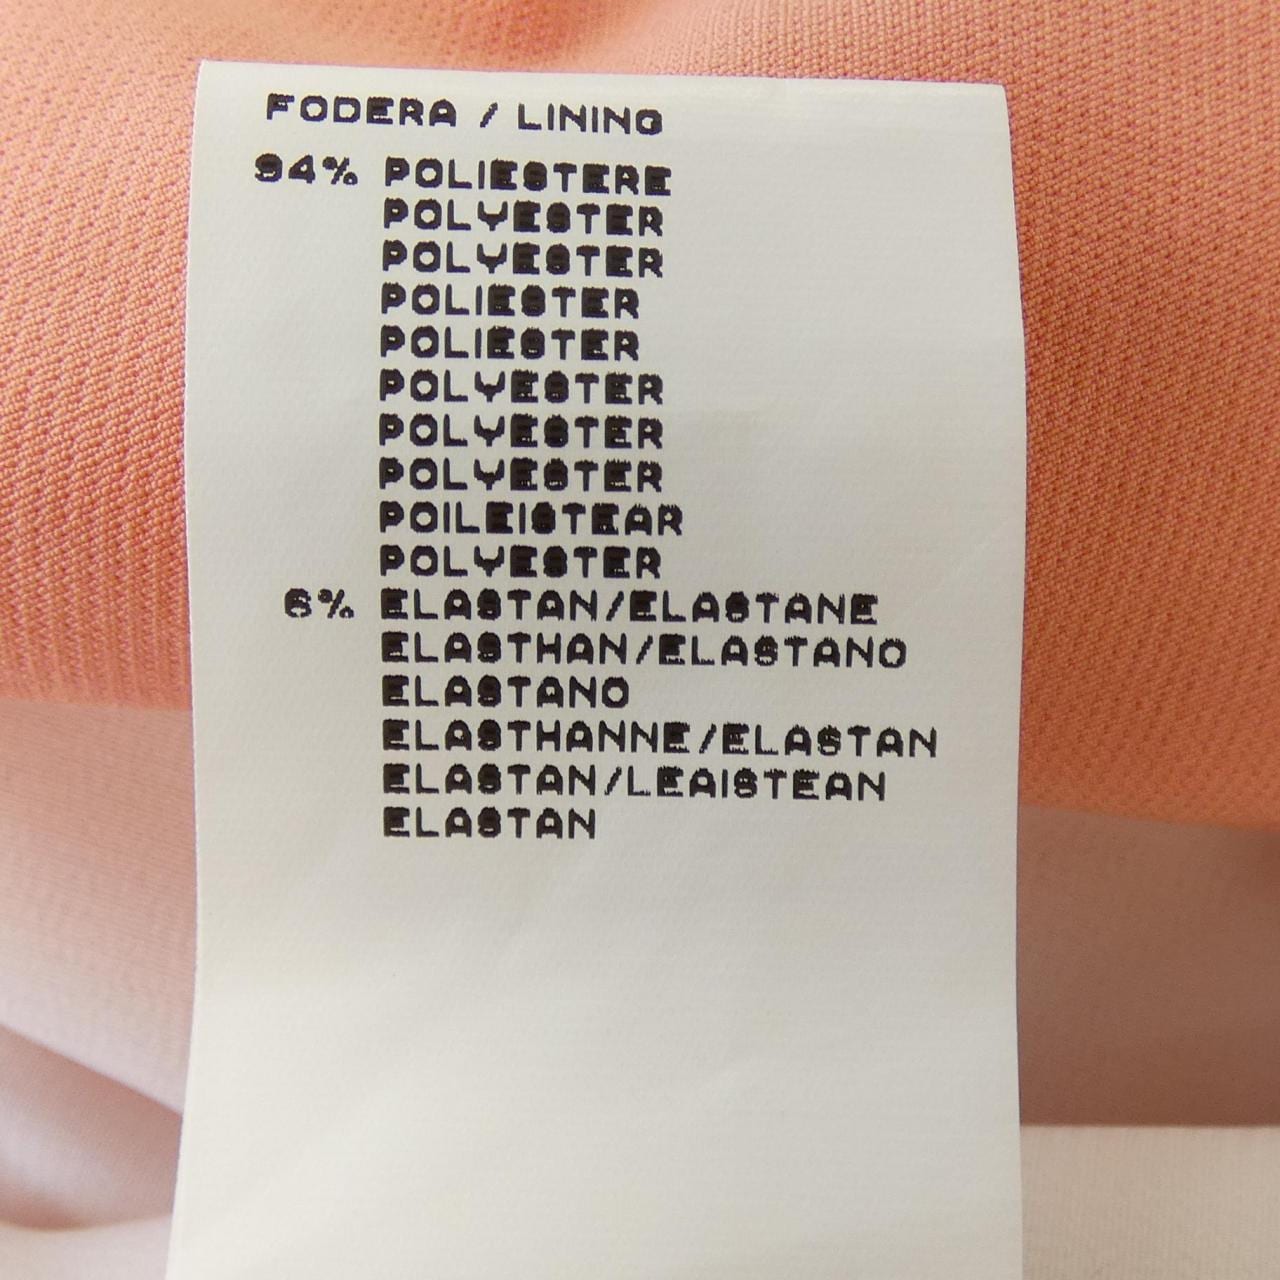 FODERA / LINING
94% POLIESTERE
POLYESTER
POLYESTER
POLIESTER
POLIESTER
POLYESTER
POLYESTER
POLYESTER
POILEISTEAR
POLYESTER
6% ELASTAN/ELASTANE
ELASTHAN/ELASTANO
ELASTANO
ELASTHANNE/ELASTAN
ELASTAN/LEAISTEAN
ELASTAN